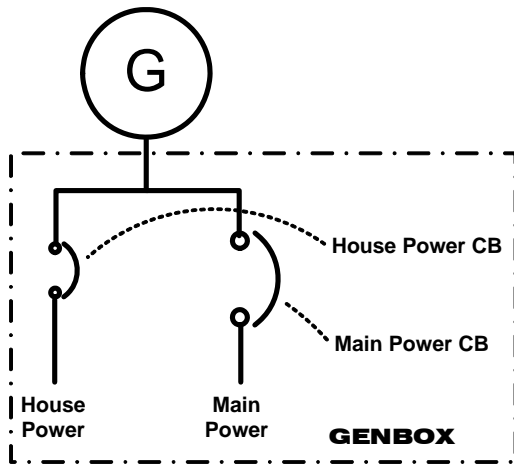 G
House Power CB
Main Power CB
House
Power
Main
Power
GENBOX